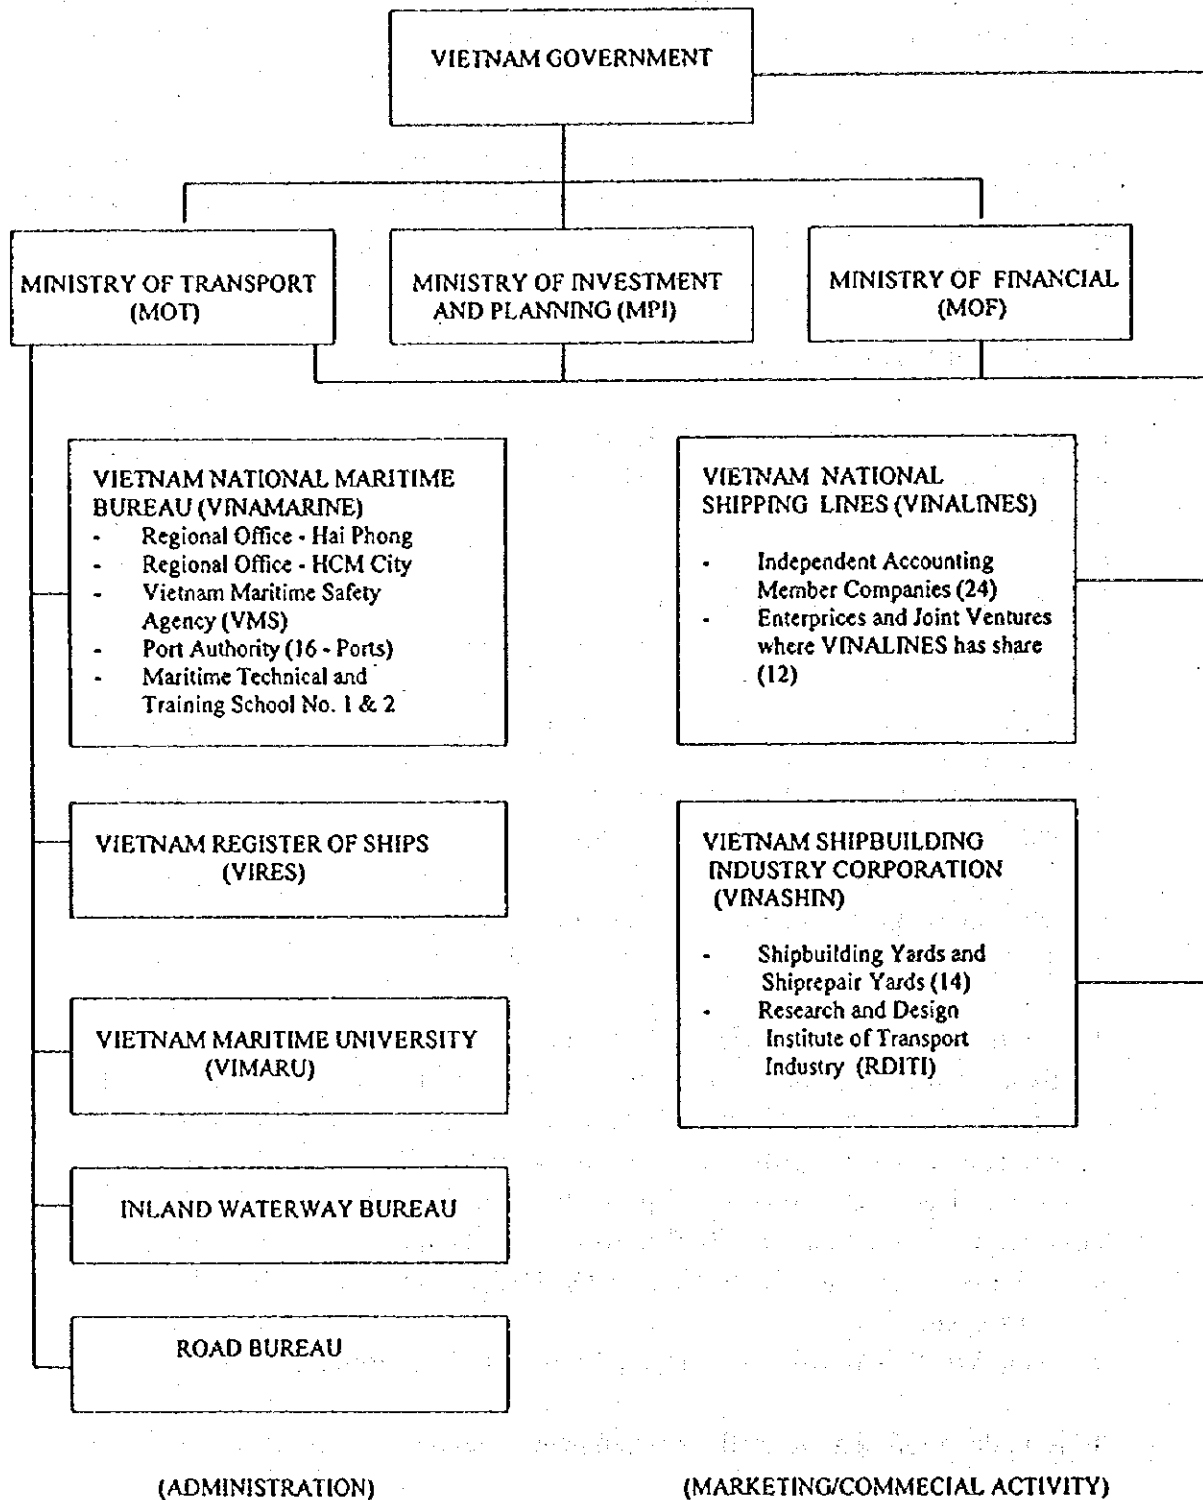 VIETNAM GOVERNMENT
MINISTRY OF TRANSPORT
(MOT)
MINISTRY OF INVESTMENT
AND PLANNING (MPI)
MINISTRY OF FINANCIAL
(MOF)
VIETNAM NATIONAL MARITIME
BUREAU (VINAMARINE)
- Regional Office - Hai Phong
- Regional Office - HCM City
- Vietnam Maritime Safety
Agency (VMS)
- Port Authority (16 - Ports)
- Maritime Technical and
Training School No. 1 & 2
VIETNAM REGISTER OF SHIPS
(VIRES)
VIETNAM MARITIME UNIVERSITY
(VIMARU)
INLAND WATERWAY BUREAU
ROAD BUREAU
(ADMINISTRATION)
VIETNAM NATIONAL
SHIPPING LINES (VINALINES)
- Independent Accounting
Member Companies (24)
- Enterprices and Joint Ventures
where VINALINES has share
(12)
VIETNAM SHIPBUILDING
INDUSTRY CORPORATION
(VINASHIN)
- Shipbuilding Yards and
Shiprepair Yards (14)
- Research and Design
Institute of Transport
Industry (RDITI)
(MARKETING/COMMECIAL ACTIVITY)